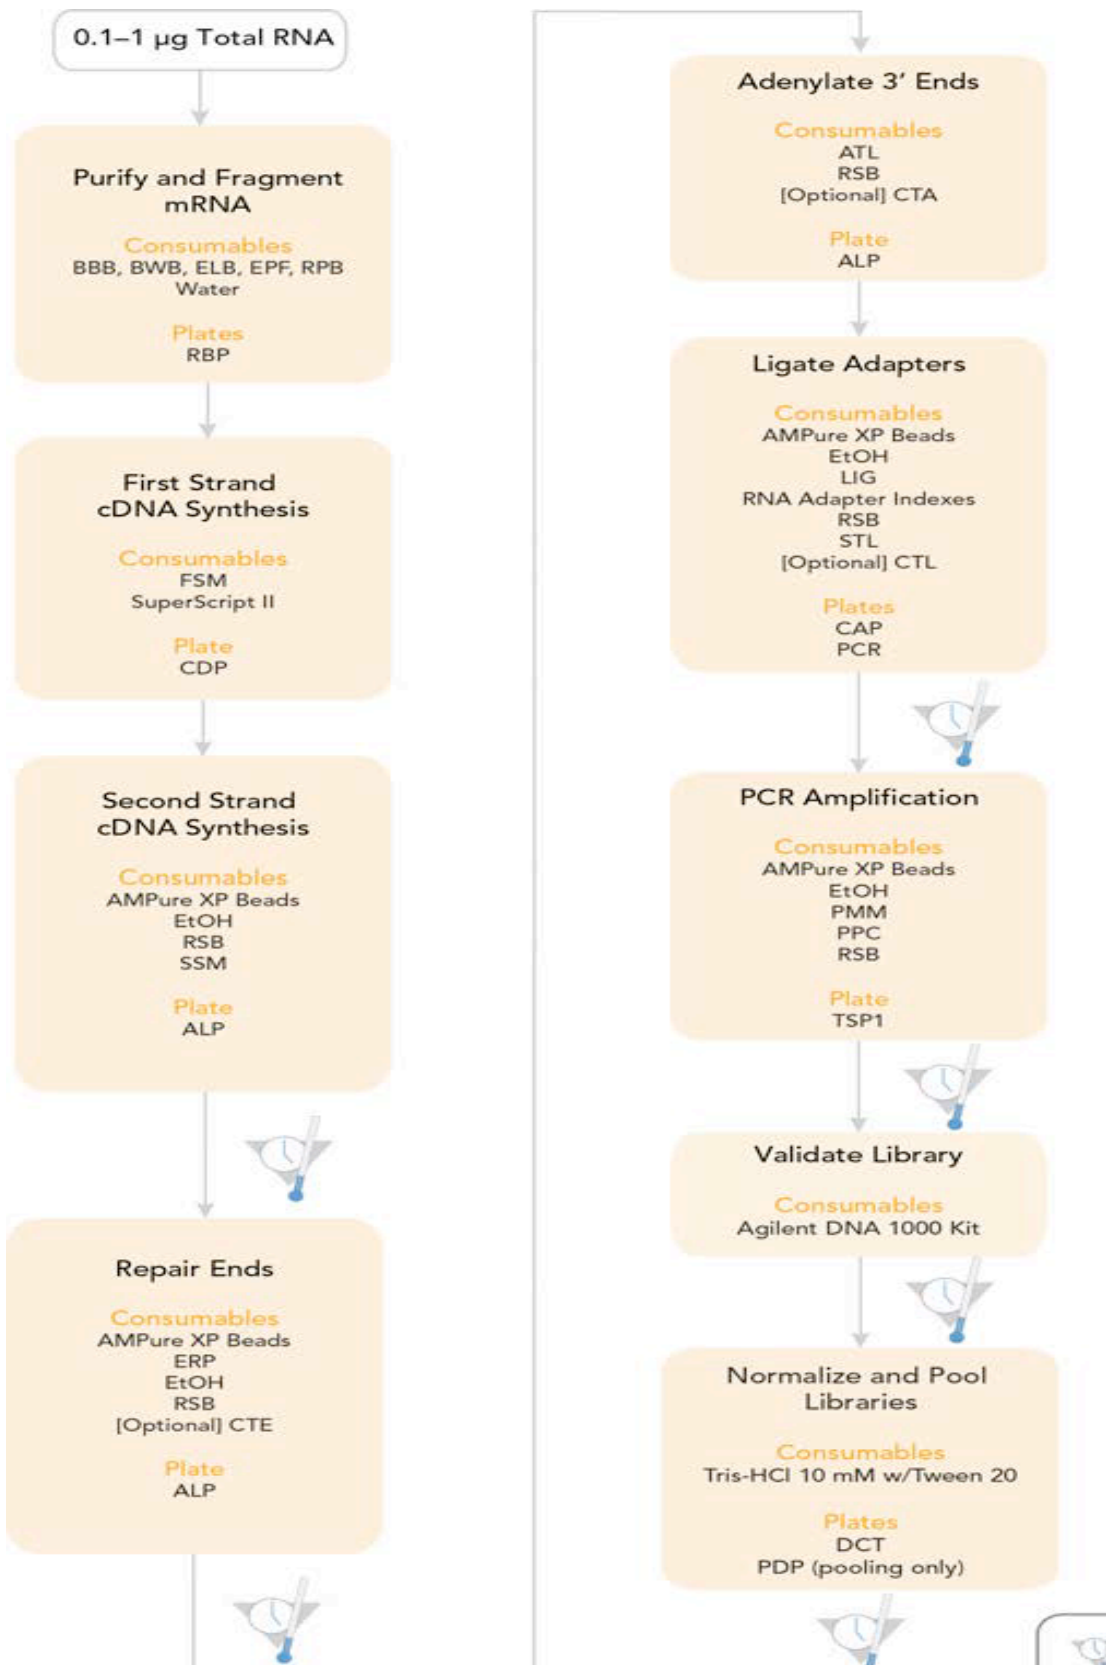 0.1–1 µg Total RNA
Purify and Fragment
mRNA
Consumables
BBB, BWB, ELB, EPF, RPB
Water
Plates
RBP
First Strand
cDNA Synthesis
Consumables
FSM
SuperScript II
Plate
CDP
Second Strand
cDNA Synthesis
Consumables
AMPure XP Beads
EtOH
RSB
SSM
Plate
ALP
Repair Ends
Consumables
AMPure XP Beads
ERP
EtOH
RSB
[Optional] CTE
Plate
ALP
Adenylate 3’ Ends
Consumables
ATL
RSB
[Optional] CTA
Plate
ALP
Ligate Adapters
Consumables
AMPure XP Beads
EtOH
LIG
RNA Adapter Indexes
RSB
STL
[Optional] CTL
Plates
CAP
PCR
PCR Amplification
Consumables
AMPure XP Beads
EtOH
PMM
PPC
RSB
Plate
TSP1
Validate Library
Consumables
Agilent DNA 1000 Kit
Normalize and Pool
Libraries
Consumables
Tris-HCl 10 mM w/Tween 20
Plates
DCT
PDP (pooling only)